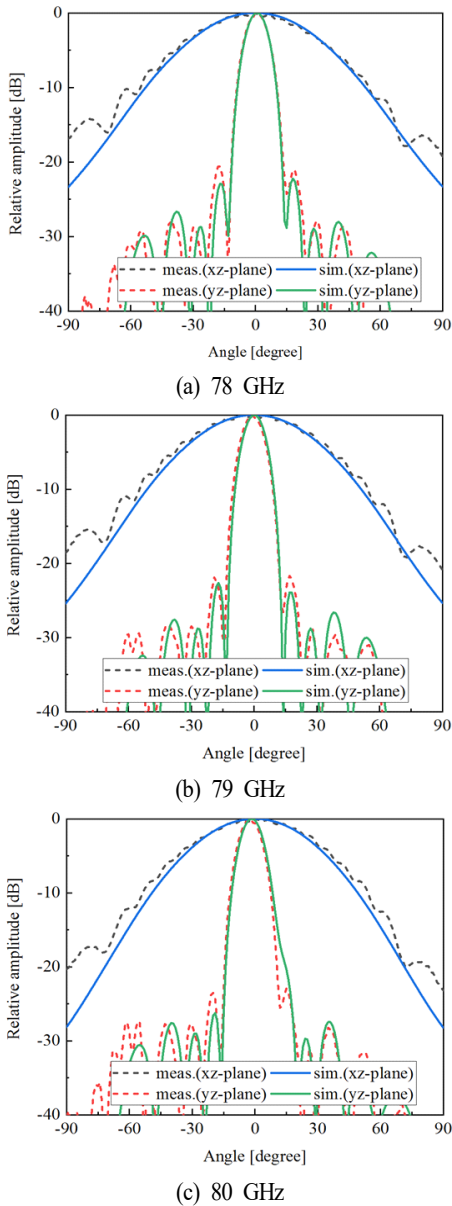 0
-10
-20
-30
-40
Relative amplitude [dB]
meas.(xz-plane) sim.(xz-plane)
meas.(yz-plane) sim.(yz-plane)
-90 -60 -30 0 30 60 90
Angle [degree]
(a) 78 GHz
0
-10
-20
-30
-40
Relative amplitude [dB]
meas.(xz-plane) sim.(xz-plane)
meas.(yz-plane) sim.(yz-plane)
-90 -60 -30 0 30 60 90
Angle [degree]
(b) 79 GHz
0
-10
-20
-30
-40
Relative amplitude [dB]
meas.(xz-plane) sim.(xz-plane)
meas.(yz-plane) sim.(yz-plane)
-90 -60 -30 0 30 60 90
Angle [degree]
(c) 80 GHz